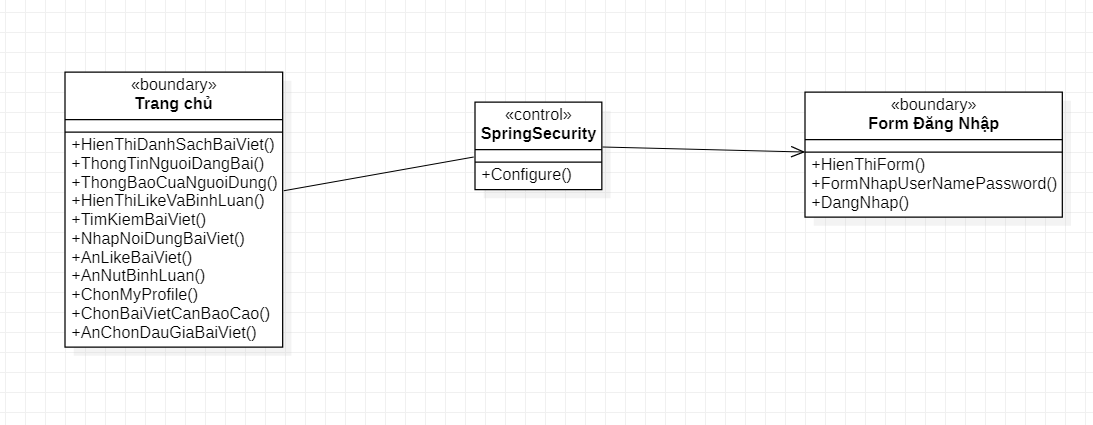 «boundary»
Trang chủ
+HienThiDanhSachBaiViet()
+ThongTinNguoiDangBai()
+ThongBaoCuaNguoiDung()
+HienThiLikeVaBinhLuan()
+TimKiemBaiViet()
+NhapNoiDungBaiViet()
+AnLikeBaiViet()
+AnNutBinhLuan()
+ChonMyProfile()
+ChonBaiVietCanBaoCao()
+AnChonDauGiaBaiViet()
«control»
SpringSecurity
+Configure()
«boundary»
Form Đăng Nhập
+HienThiForm()
+FormNhapUserNamePassword()
+DangNhap()